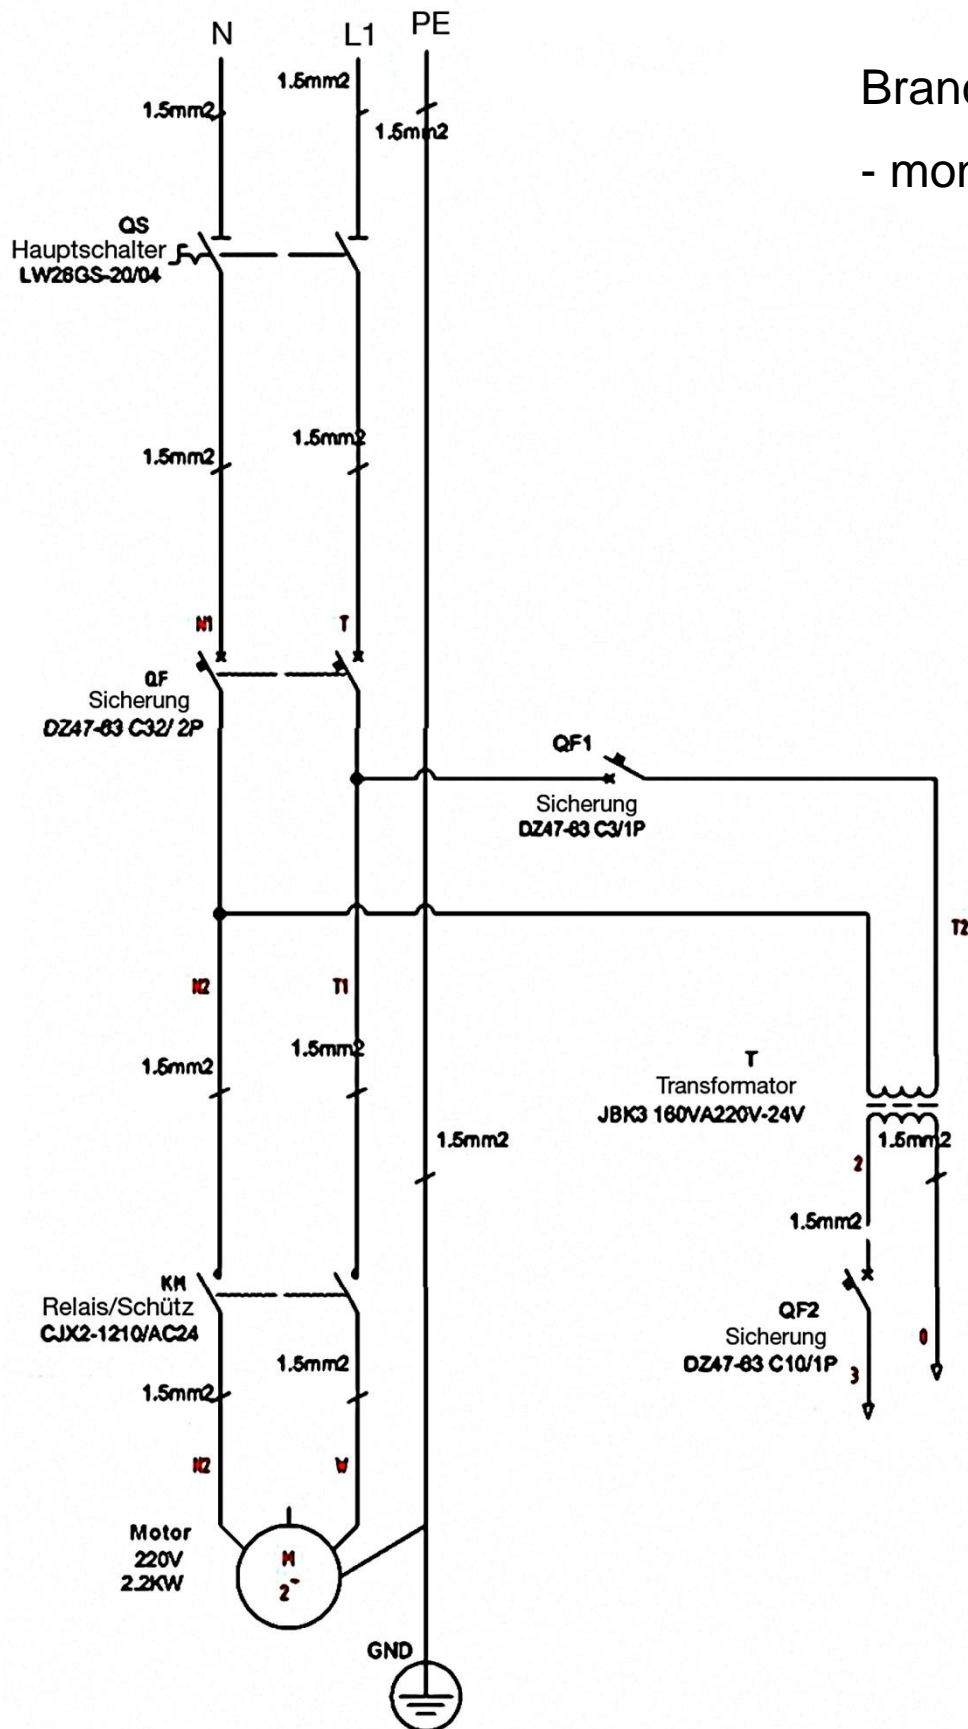 N
L1
PE
1.5mm2
1.5mm2
1.5mm2
- 
QS
Hauptschalter
LW26GS-20/04
1.5mm2
1.5mm2
N1
T
QF
Sicherung
DZ47-63 C32/ 2P
QF1
Sicherung
DZ47-63 C3/1P
T2
N2
T1
1.5mm2
1.5mm2
T
Transformator
JBK3 160VA220V-24V
1.5mm2
1.5mm2
2
1.5mm2
KM
Relais/Schütz
CJX2-1210/AC24
QF2
Sicherung
DZ47-63 C10/1P
0
3
1.5mm2
1.5mm2
N2
W
Motor
220V
2.2KW
M
2~
GND